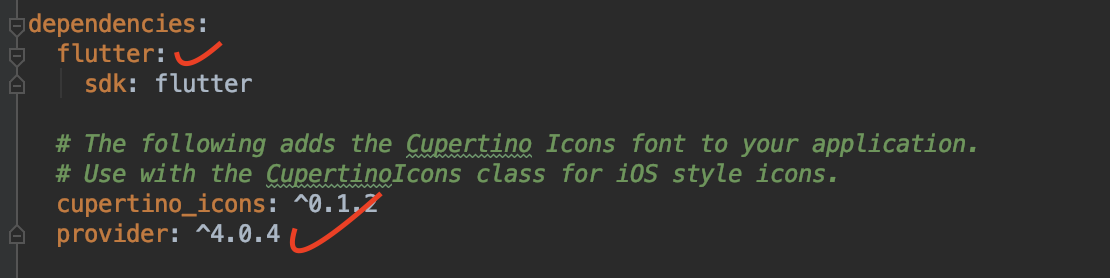 dependencies:
flutter:
sdk: flutter
# The following adds the Cupertino Icons font to your application.
# Use with the CupertinoIcons class for iOS style icons.
cupertino_icons: ^0.1.2
provider: ^4.0.4